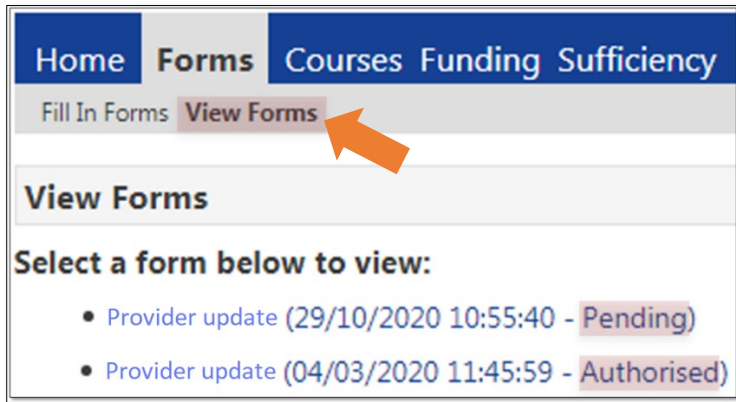 Home Forms Courses Funding Sufficiency
Fill In Forms View Forms
View Forms
Select a form below to view:
• Provider update (29/10/2020 10:55:40 - Pending)
• Provider update (04/03/2020 11:45:59 - Authorised)